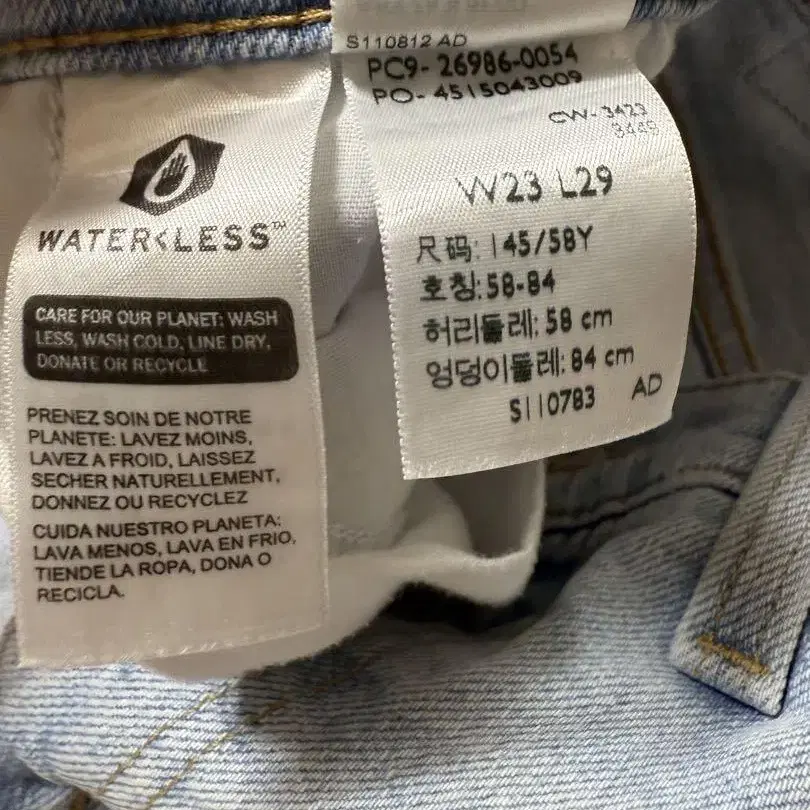 WATER<LESS™
CARE FOR OUR PLANET: WASH
LESS, WASH COLD, LINE DRY,
DONATE OR RECYCLE
PRENEZ SOIN DE NOTRE
PLANETE: LAVEZ MOINS,
LAVEZ A FROID, LAISSEZ
SECHER NATURELLEMENT,
DONNEZ OU RECYCLEZ
CUIDA NUESTRO PLANETA:
LAVA MENOS, LAVA EN FRIO,
TIENDE LA ROPA, DONA O
RECICLA.
S110812 AD
PC9- 26986-0054
PO- 4515043009
CW- 3423
3449
W23 L29
尺码: 145/58Y
호칭:58-84
허리둘레: 58 cm
엉덩이둘레: 84 cm
S110783 AD